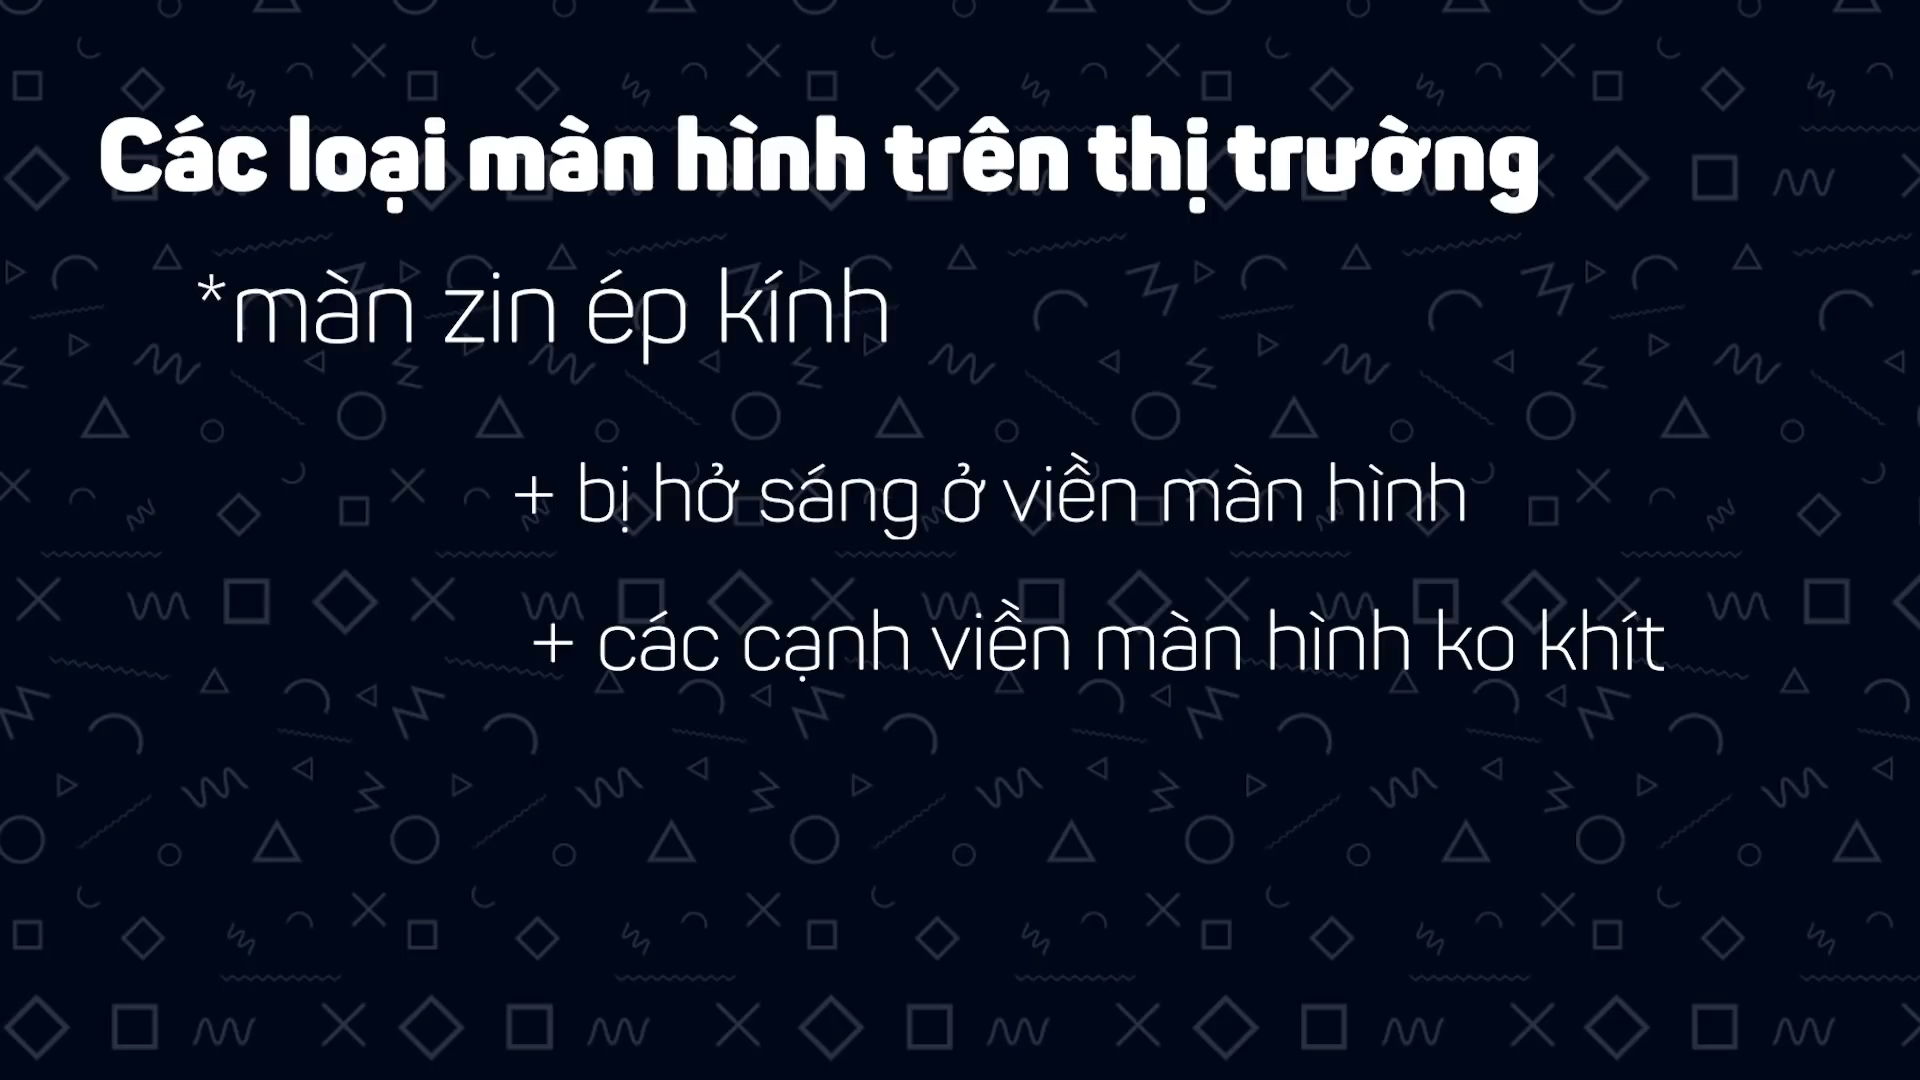 Các loại màn hình trên thị trường
*màn zin ép kính
+ bị hở sáng ở viền màn hình
+ các cạnh viền màn hình ko khít